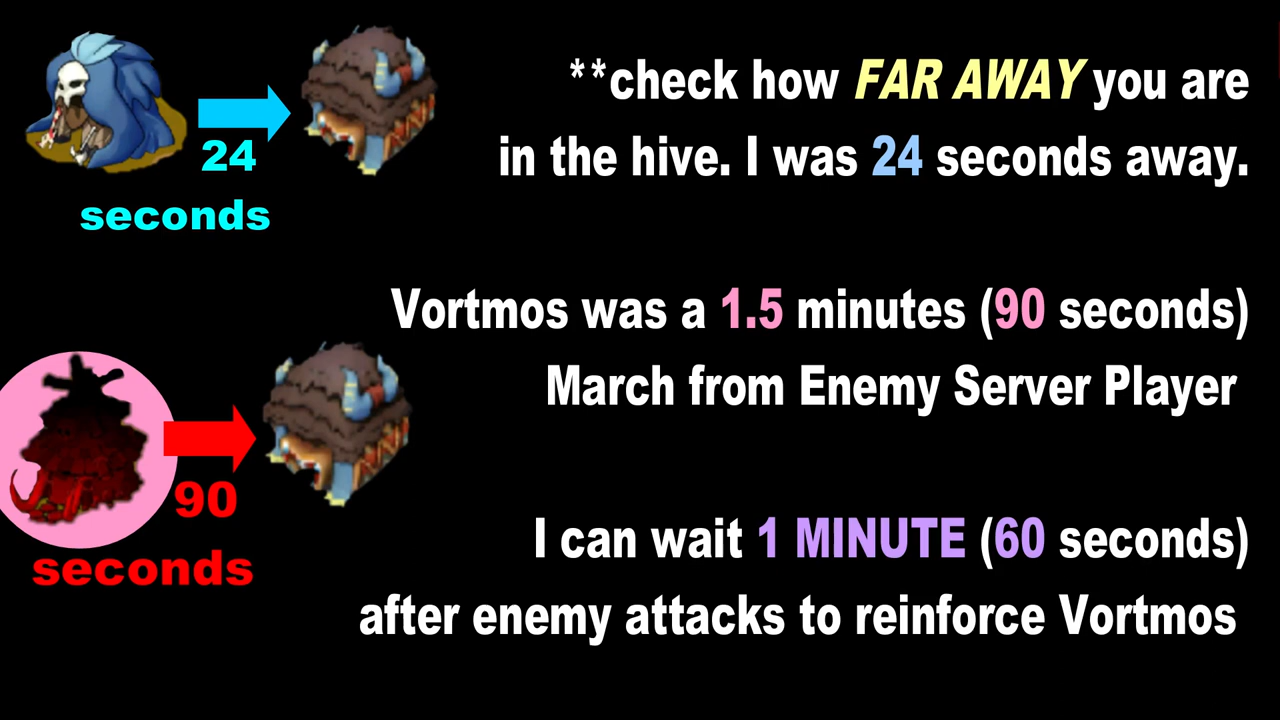 **check how FAR AWAY you are
in the hive. I was 24 seconds away.
24
seconds
Vortmos was a 1.5 minutes (90 seconds)
March from Enemy Server Player
90
seconds
I can wait 1 MINUTE (60 seconds)
after enemy attacks to reinforce Vortmos